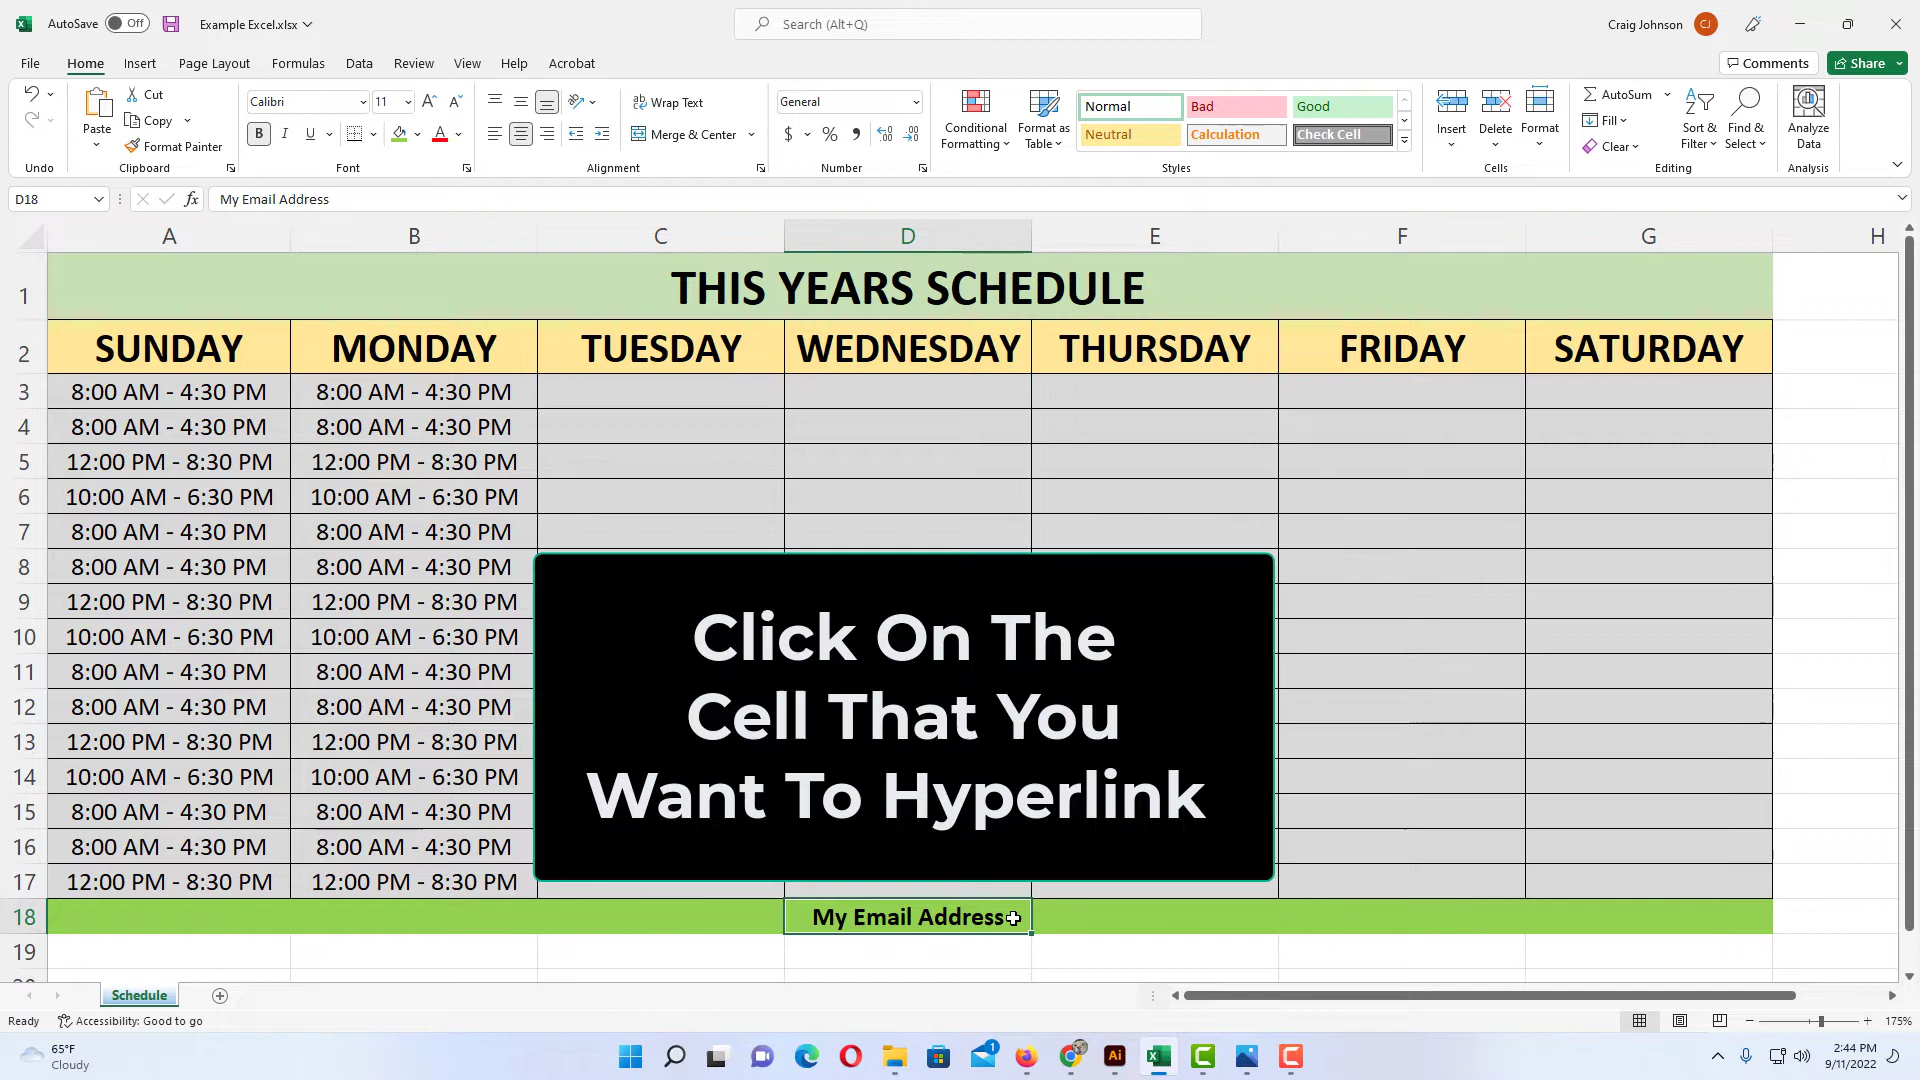 AutoSave Off Example Excel.xlsx Search (Alt+Q) Craig Johnson CJ
File Home Insert Page Layout Formulas Data Review View Help Acrobat Comments Share
Cut Calibri 11 Wrap Text General Normal Bad Good AutoSum
Paste Copy Merge & Center $ % Conditional Formatting Format as Table Neutral Calculation Check Cell Insert Delete Format Fill Sort & Filter Find & Select Analyze Data
Format Painter B I U A Clear
Undo Clipboard Font Alignment Number Styles Cells Editing Analysis
D18 fx My Email Address
A B C D E F G H
1 THIS YEARS SCHEDULE
2 SUNDAY MONDAY TUESDAY WEDNESDAY THURSDAY FRIDAY SATURDAY
3 8:00 AM - 4:30 PM 8:00 AM - 4:30 PM
4 8:00 AM - 4:30 PM 8:00 AM - 4:30 PM
5 12:00 PM - 8:30 PM 12:00 PM - 8:30 PM
6 10:00 AM - 6:30 PM 10:00 AM - 6:30 PM
7 8:00 AM - 4:30 PM 8:00 AM - 4:30 PM
8 8:00 AM - 4:30 PM 8:00 AM - 4:30 PM
9 12:00 PM - 8:30 PM 12:00 PM - 8:30 PM
10 10:00 AM - 6:30 PM 10:00 AM - 6:30 PM
11 8:00 AM - 4:30 PM 8:00 AM - 4:30 PM
12 8:00 AM - 4:30 PM 8:00 AM - 4:30 PM
13 12:00 PM - 8:30 PM 12:00 PM - 8:30 PM
14 10:00 AM - 6:30 PM 10:00 AM - 6:30 PM
15 8:00 AM - 4:30 PM 8:00 AM - 4:30 PM
16 8:00 AM - 4:30 PM 8:00 AM - 4:30 PM
17 12:00 PM - 8:30 PM 12:00 PM - 8:30 PM
Click On The
Cell That You
Want To Hyperlink
18 My Email Address
19
Schedule
Ready Accessibility: Good to go 175%
65°F 2:44 PM
Cloudy 9/11/2022